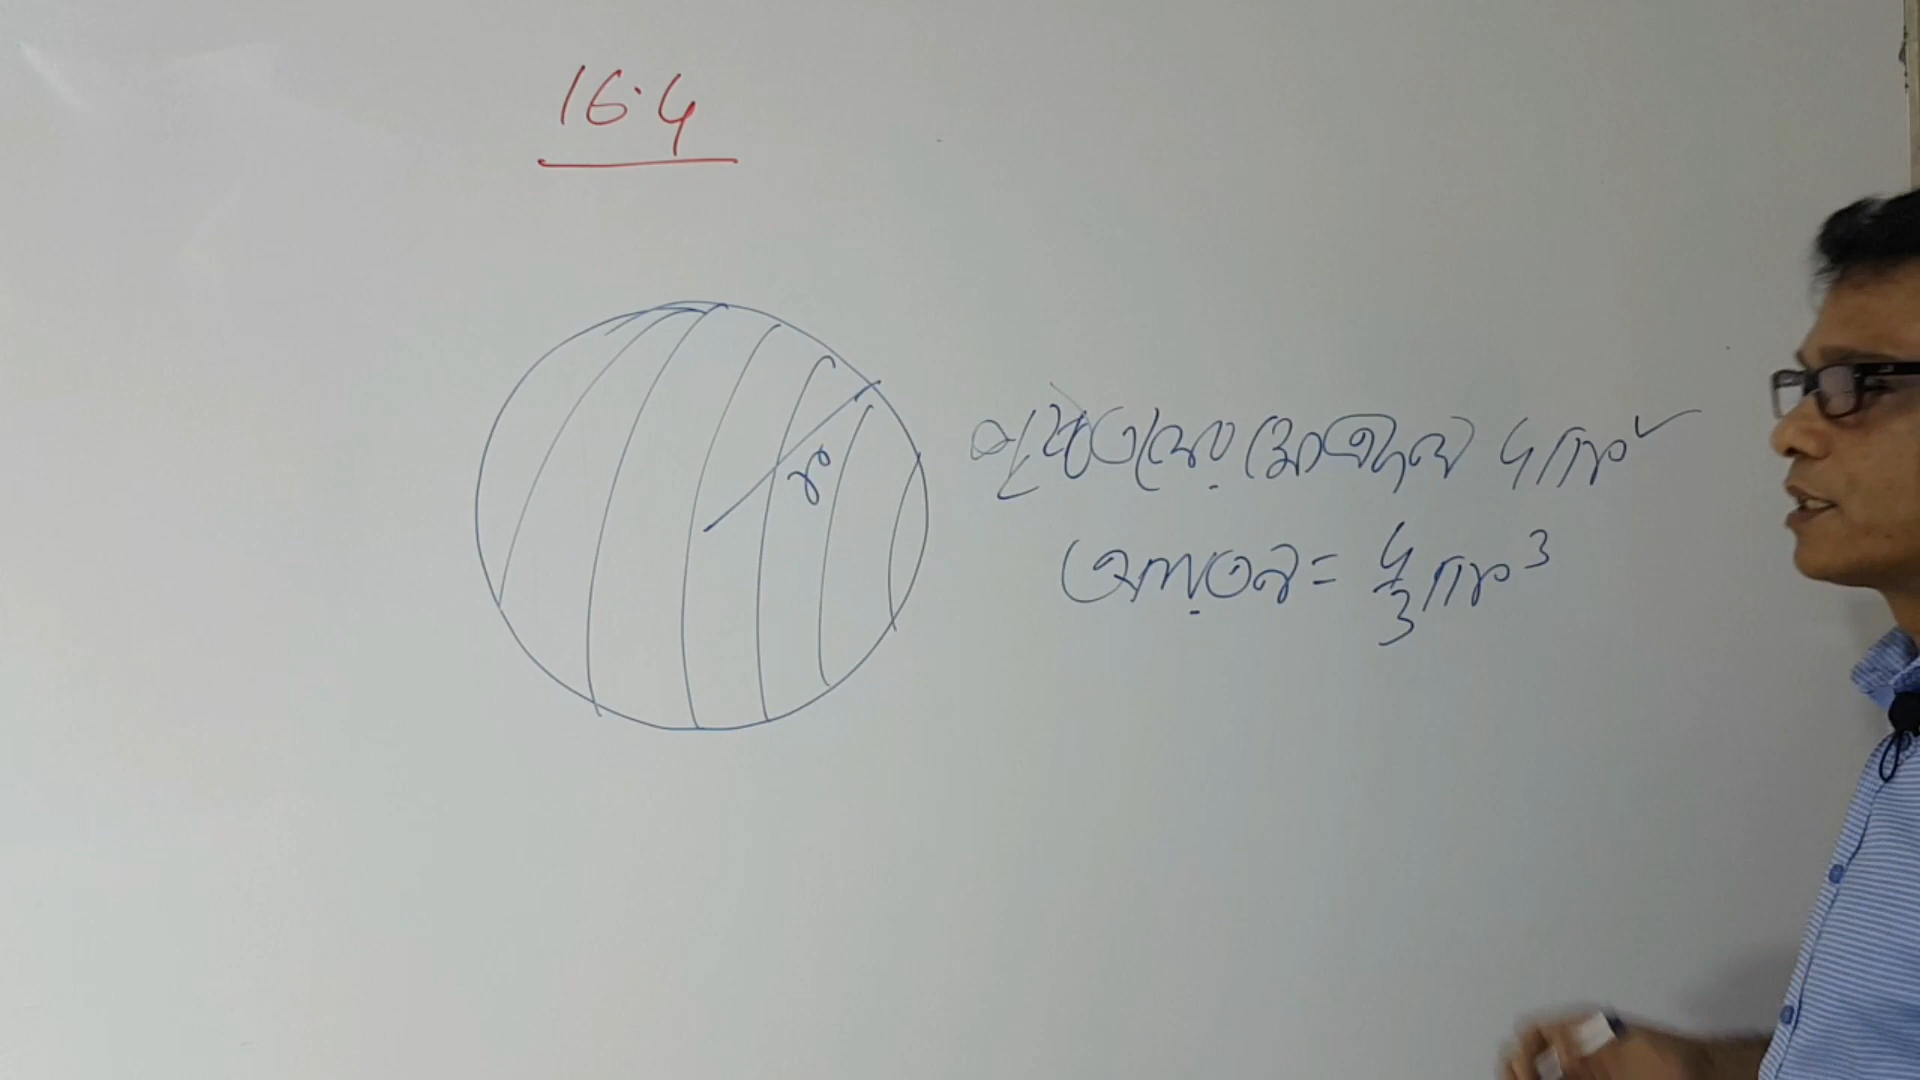 16.4
r
পৃষ্ঠতলের ক্ষেত্রফল 4πr²
আয়তন = 4/3 πr³